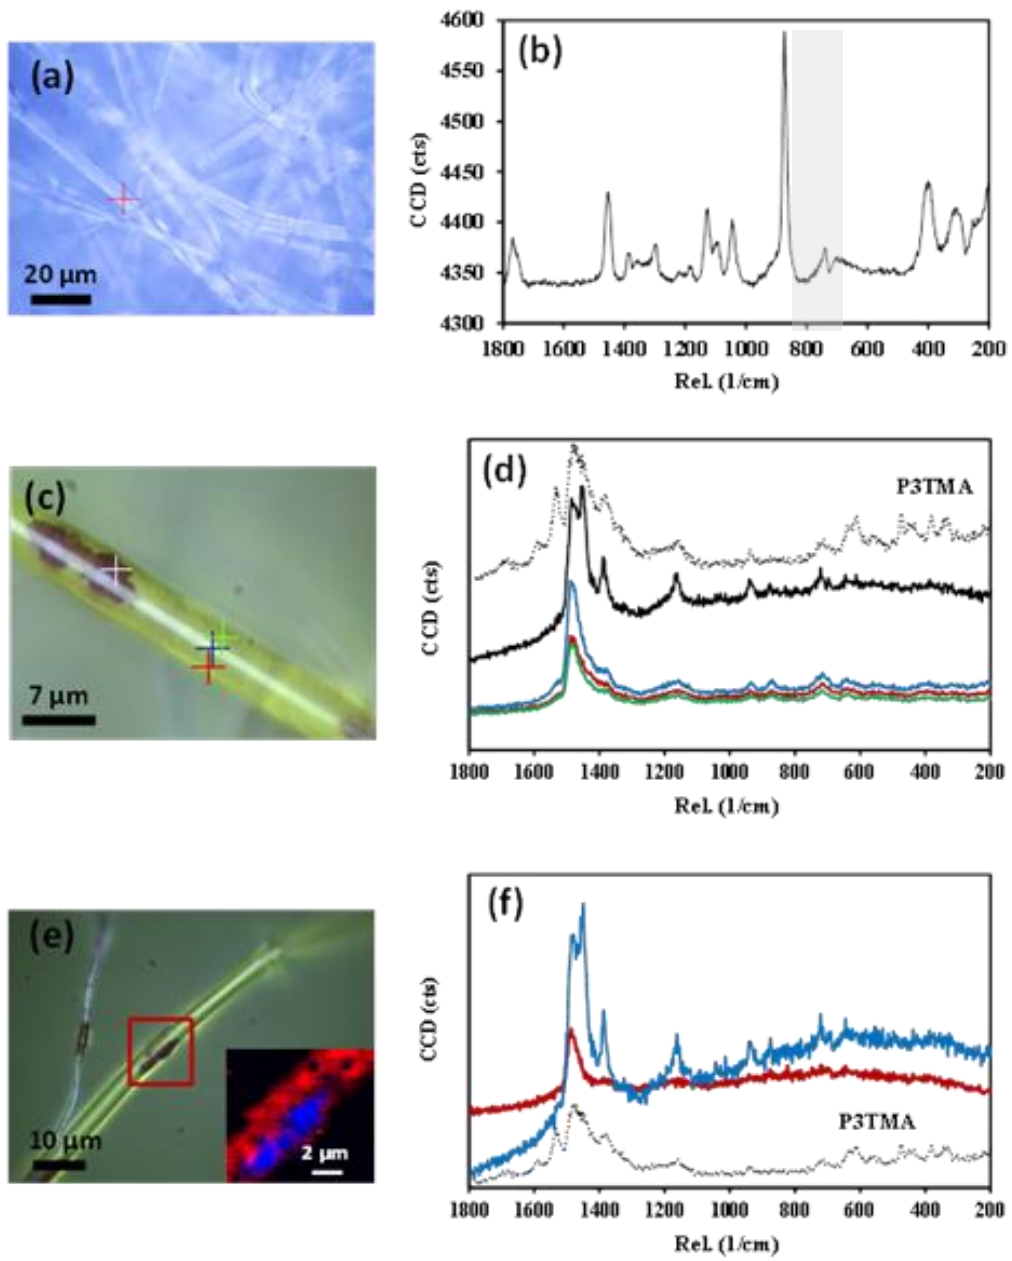 (a)
20 µm
(b)
4600
4550
4500
4450
4400
4350
4300
CCD (cts)
1800 1600 1400 1200 1000 800 600 400 200
Rel. (1/cm)
(c)
7 µm
(d)
P3TMA
CCD (cts)
1800 1600 1400 1200 1000 800 600 400 200
Rel. (1/cm)
(e)
10 µm
2 µm
(f)
P3TMA
CCD (cts)
1800 1600 1400 1200 1000 800 600 400 200
Rel. (1/cm)